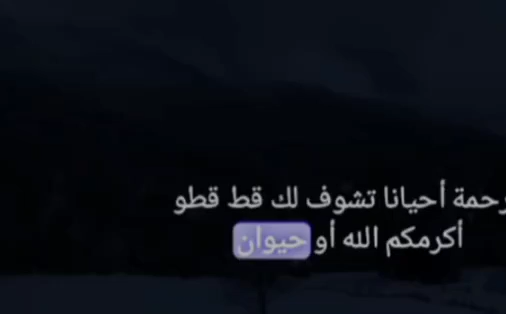 رحمة أحيانا تشوف لك قط قطو
أكرمكم الله أو حيوان